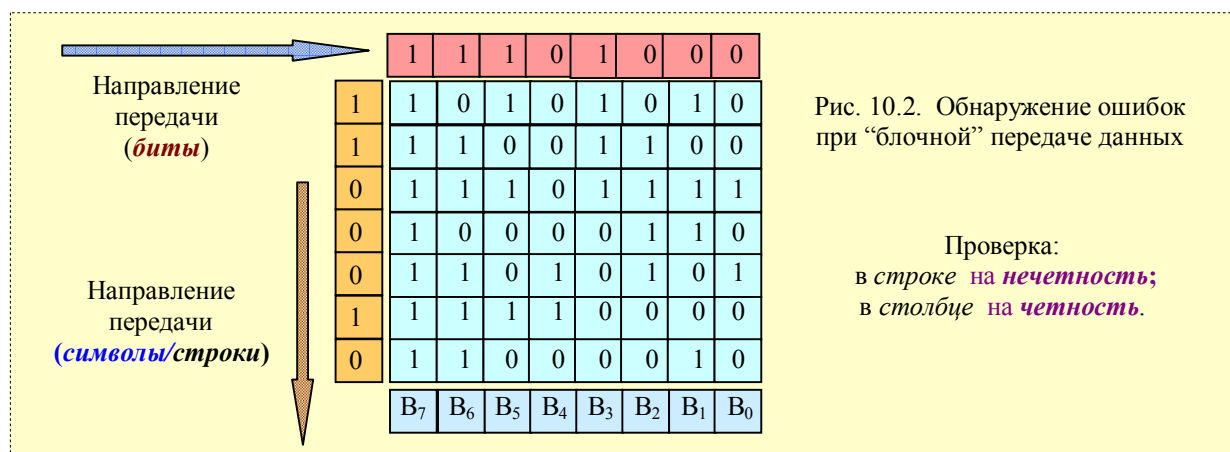 1 1 1 0 1 0 0 0
Направление
передачи
(биты)
1 1 0 1 0 1 0 1 0
1 1 1 0 0 1 1 0 0
0 1 1 1 0 1 1 1 1
0 1 0 0 0 0 1 1 0
0 1 1 0 1 0 1 0 1
1 1 1 1 1 0 0 0 0
0 1 1 0 0 0 0 1 0
B₇ B₆ B₅ B₄ B₃ B₂ B₁ B₀
Направление
передачи
(символы/строки)
Рис. 10.2. Обнаружение ошибок
при “блочной” передаче данных
Проверка:
в строке на нечетность;
в столбце на четность.